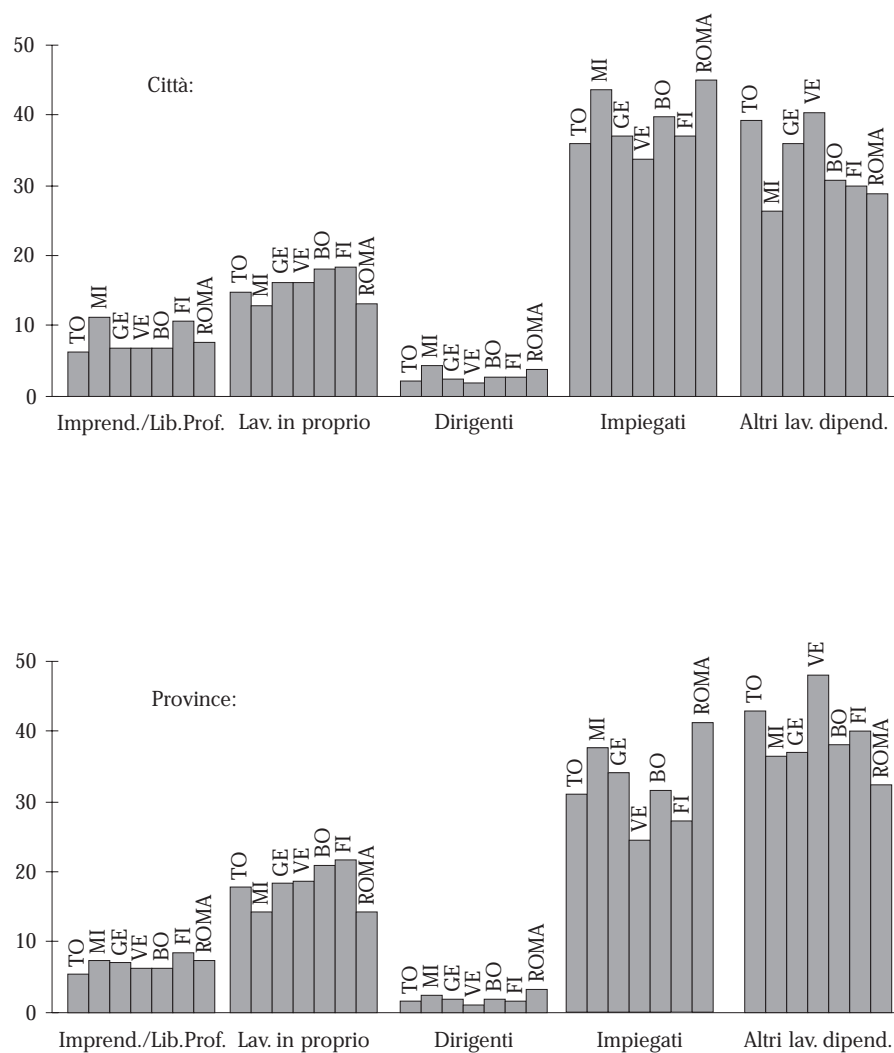 50
40
30
20
10
0
Città:
TO MI GE VE BO FI ROMA
TO MI GE VE BO FI ROMA
TO MI GE VE BO FI ROMA
TO MI GE VE BO FI ROMA
TO MI GE VE BO FI ROMA
Imprend./Lib.Prof. Lav. in proprio Dirigenti Impiegati Altri lav. dipend.
50
40
30
20
10
0
Province:
TO MI GE VE BO FI ROMA
TO MI GE VE BO FI ROMA
TO MI GE VE BO FI ROMA
TO MI GE VE BO FI ROMA
TO MI GE VE BO FI ROMA
Imprend./Lib.Prof. Lav. in proprio Dirigenti Impiegati Altri lav. dipend.